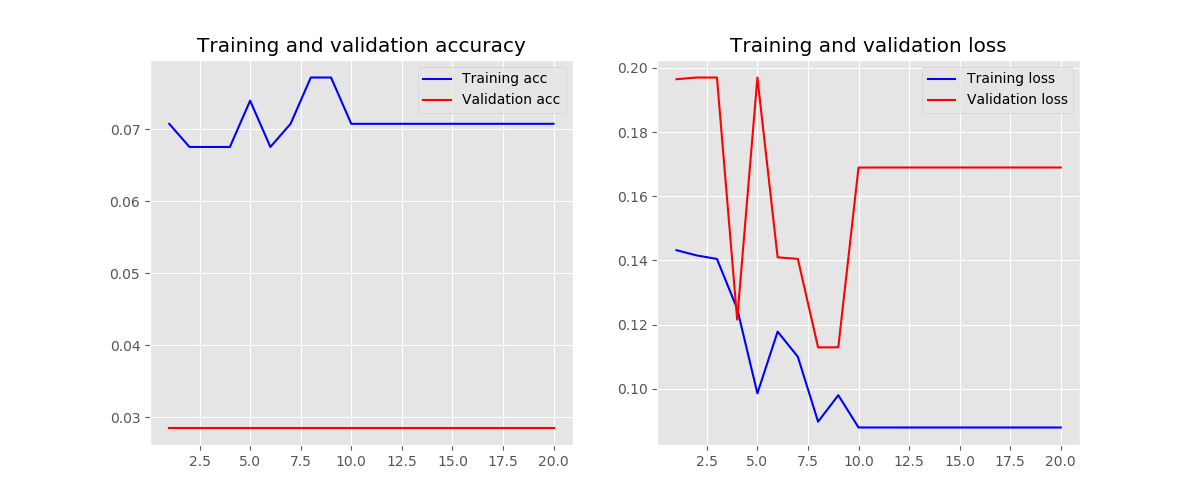 Training and validation accuracy
Training acc
Validation acc
0.07
0.06
0.05
0.04
0.03
2.5 5.0 7.5 10.0 12.5 15.0 17.5 20.0
Training and validation loss
Training loss
Validation loss
0.20
0.18
0.16
0.14
0.12
0.10
2.5 5.0 7.5 10.0 12.5 15.0 17.5 20.0